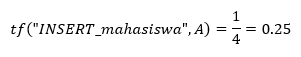 tf("INSERT_mahasiswa", A) = 1/4 = 0.25